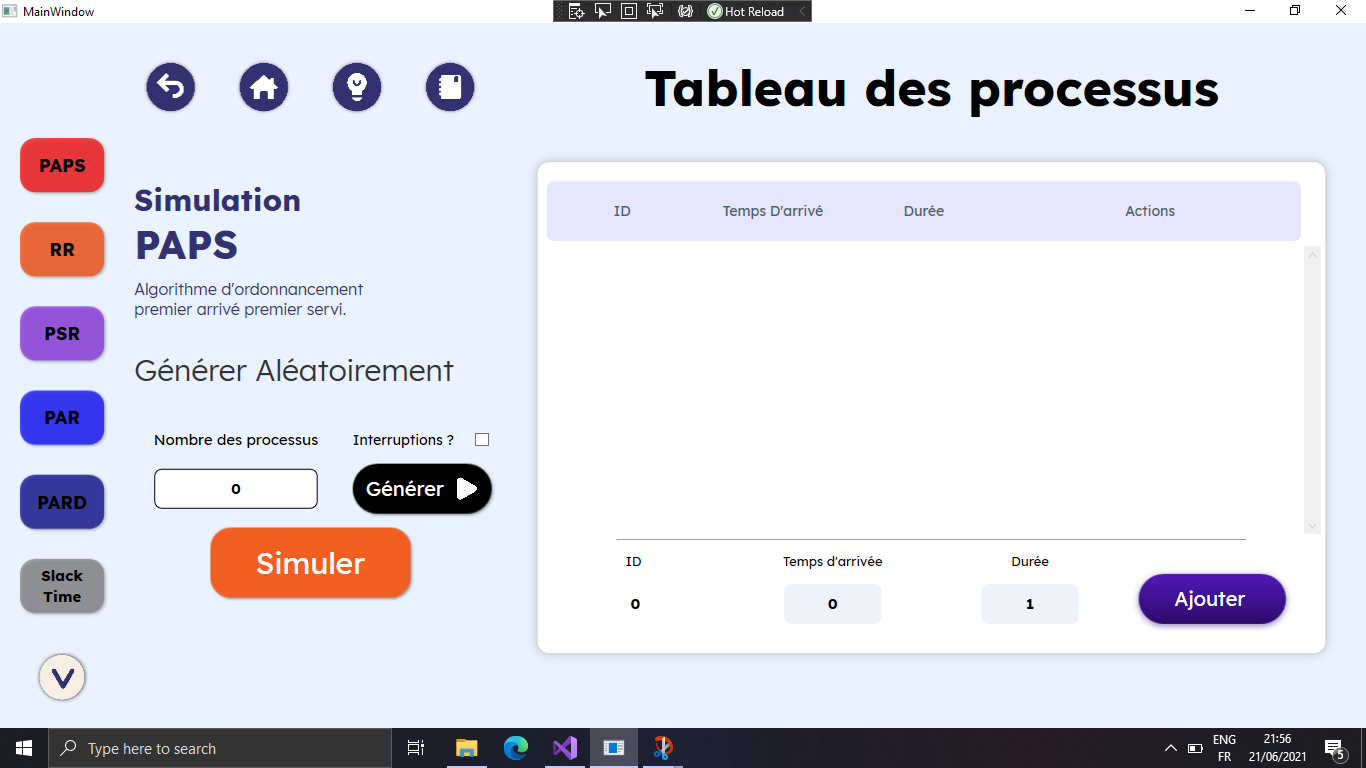 MainWindow
Hot Reload
Tableau des processus
PAPS
RR
PSR
PAR
PARD
Slack
Time
V
Simulation
PAPS
Algorithme d'ordonnancement
premier arrivé premier servi.
Générer Aléatoirement
Nombre des processus
Interruptions ?
0
Générer
Simuler
ID
Temps D'arrivé
Durée
Actions
ID
Temps d'arrivée
Durée
0
0
1
Ajouter
Type here to search
ENG
FR
21:56
21/06/2021
5